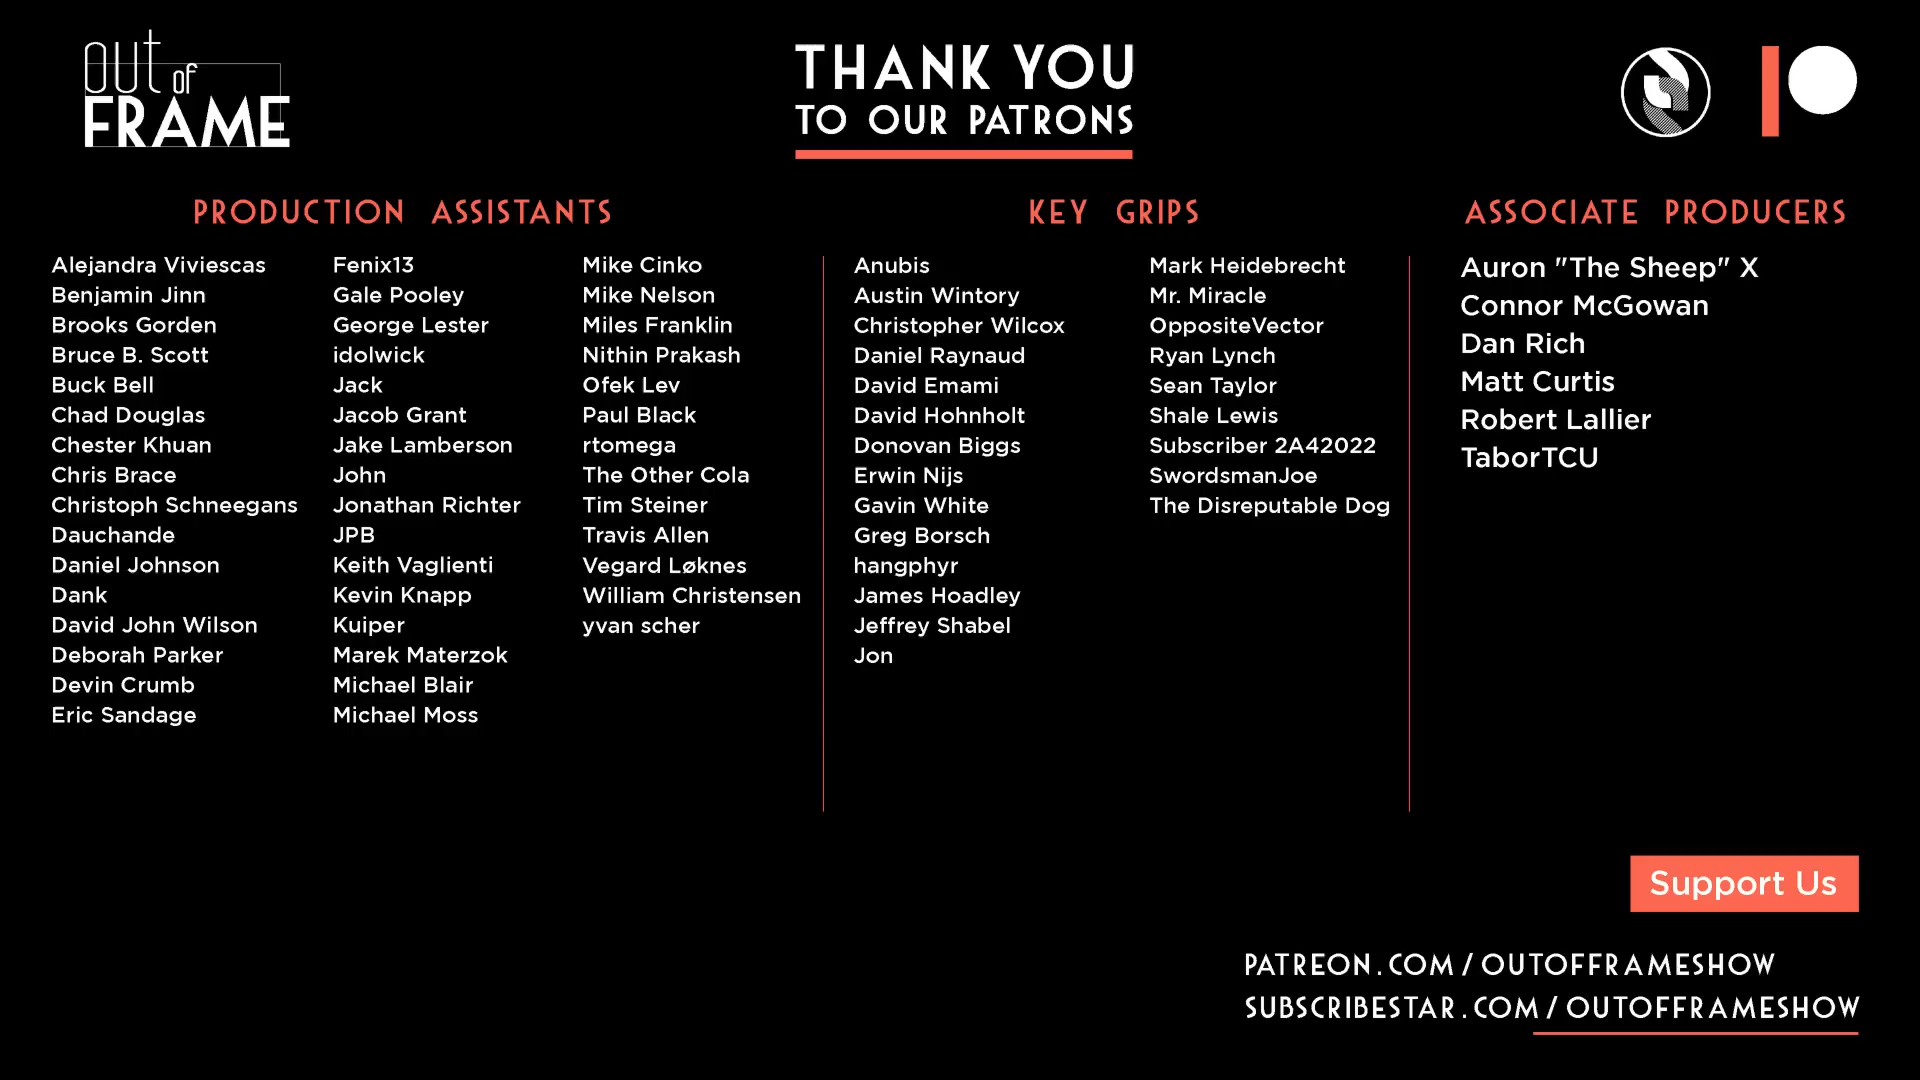 OUT OF
FRAME
THANK YOU
TO OUR PATRONS
PRODUCTION ASSISTANTS
Alejandra Viviescas
Benjamin Jinn
Brooks Gorden
Bruce B. Scott
Buck Bell
Chad Douglas
Chester Khuan
Chris Brace
Christoph Schneegans
Dauchande
Daniel Johnson
Dank
David John Wilson
Deborah Parker
Devin Crumb
Eric Sandage
Fenix13
Gale Pooley
George Lester
idolwick
Jack
Jacob Grant
Jake Lamberson
John
Jonathan Richter
JPB
Keith Vaglienti
Kevin Knapp
Kuiper
Marek Materzok
Michael Blair
Michael Moss
Mike Cinko
Mike Nelson
Miles Franklin
Nithin Prakash
Ofek Lev
Paul Black
rtomega
The Other Cola
Tim Steiner
Travis Allen
Vegard Løknes
William Christensen
yvan scher
KEY GRIPS
Anubis
Austin Wintory
Christopher Wilcox
Daniel Raynaud
David Emami
David Hohnholt
Donovan Biggs
Erwin Nijs
Gavin White
Greg Borsch
hangphyr
James Hoadley
Jeffrey Shabel
Jon
Mark Heidebrecht
Mr. Miracle
OppositeVector
Ryan Lynch
Sean Taylor
Shale Lewis
Subscriber 2A42022
SwordsmanJoe
The Disreputable Dog
ASSOCIATE PRODUCERS
Auron "The Sheep" X
Connor McGowan
Dan Rich
Matt Curtis
Robert Lallier
TaborTCU
Support Us
PATREON.COM/OUTOFFRAMESHOW
SUBSCRIBESTAR.COM/OUTOFFRAMESHOW